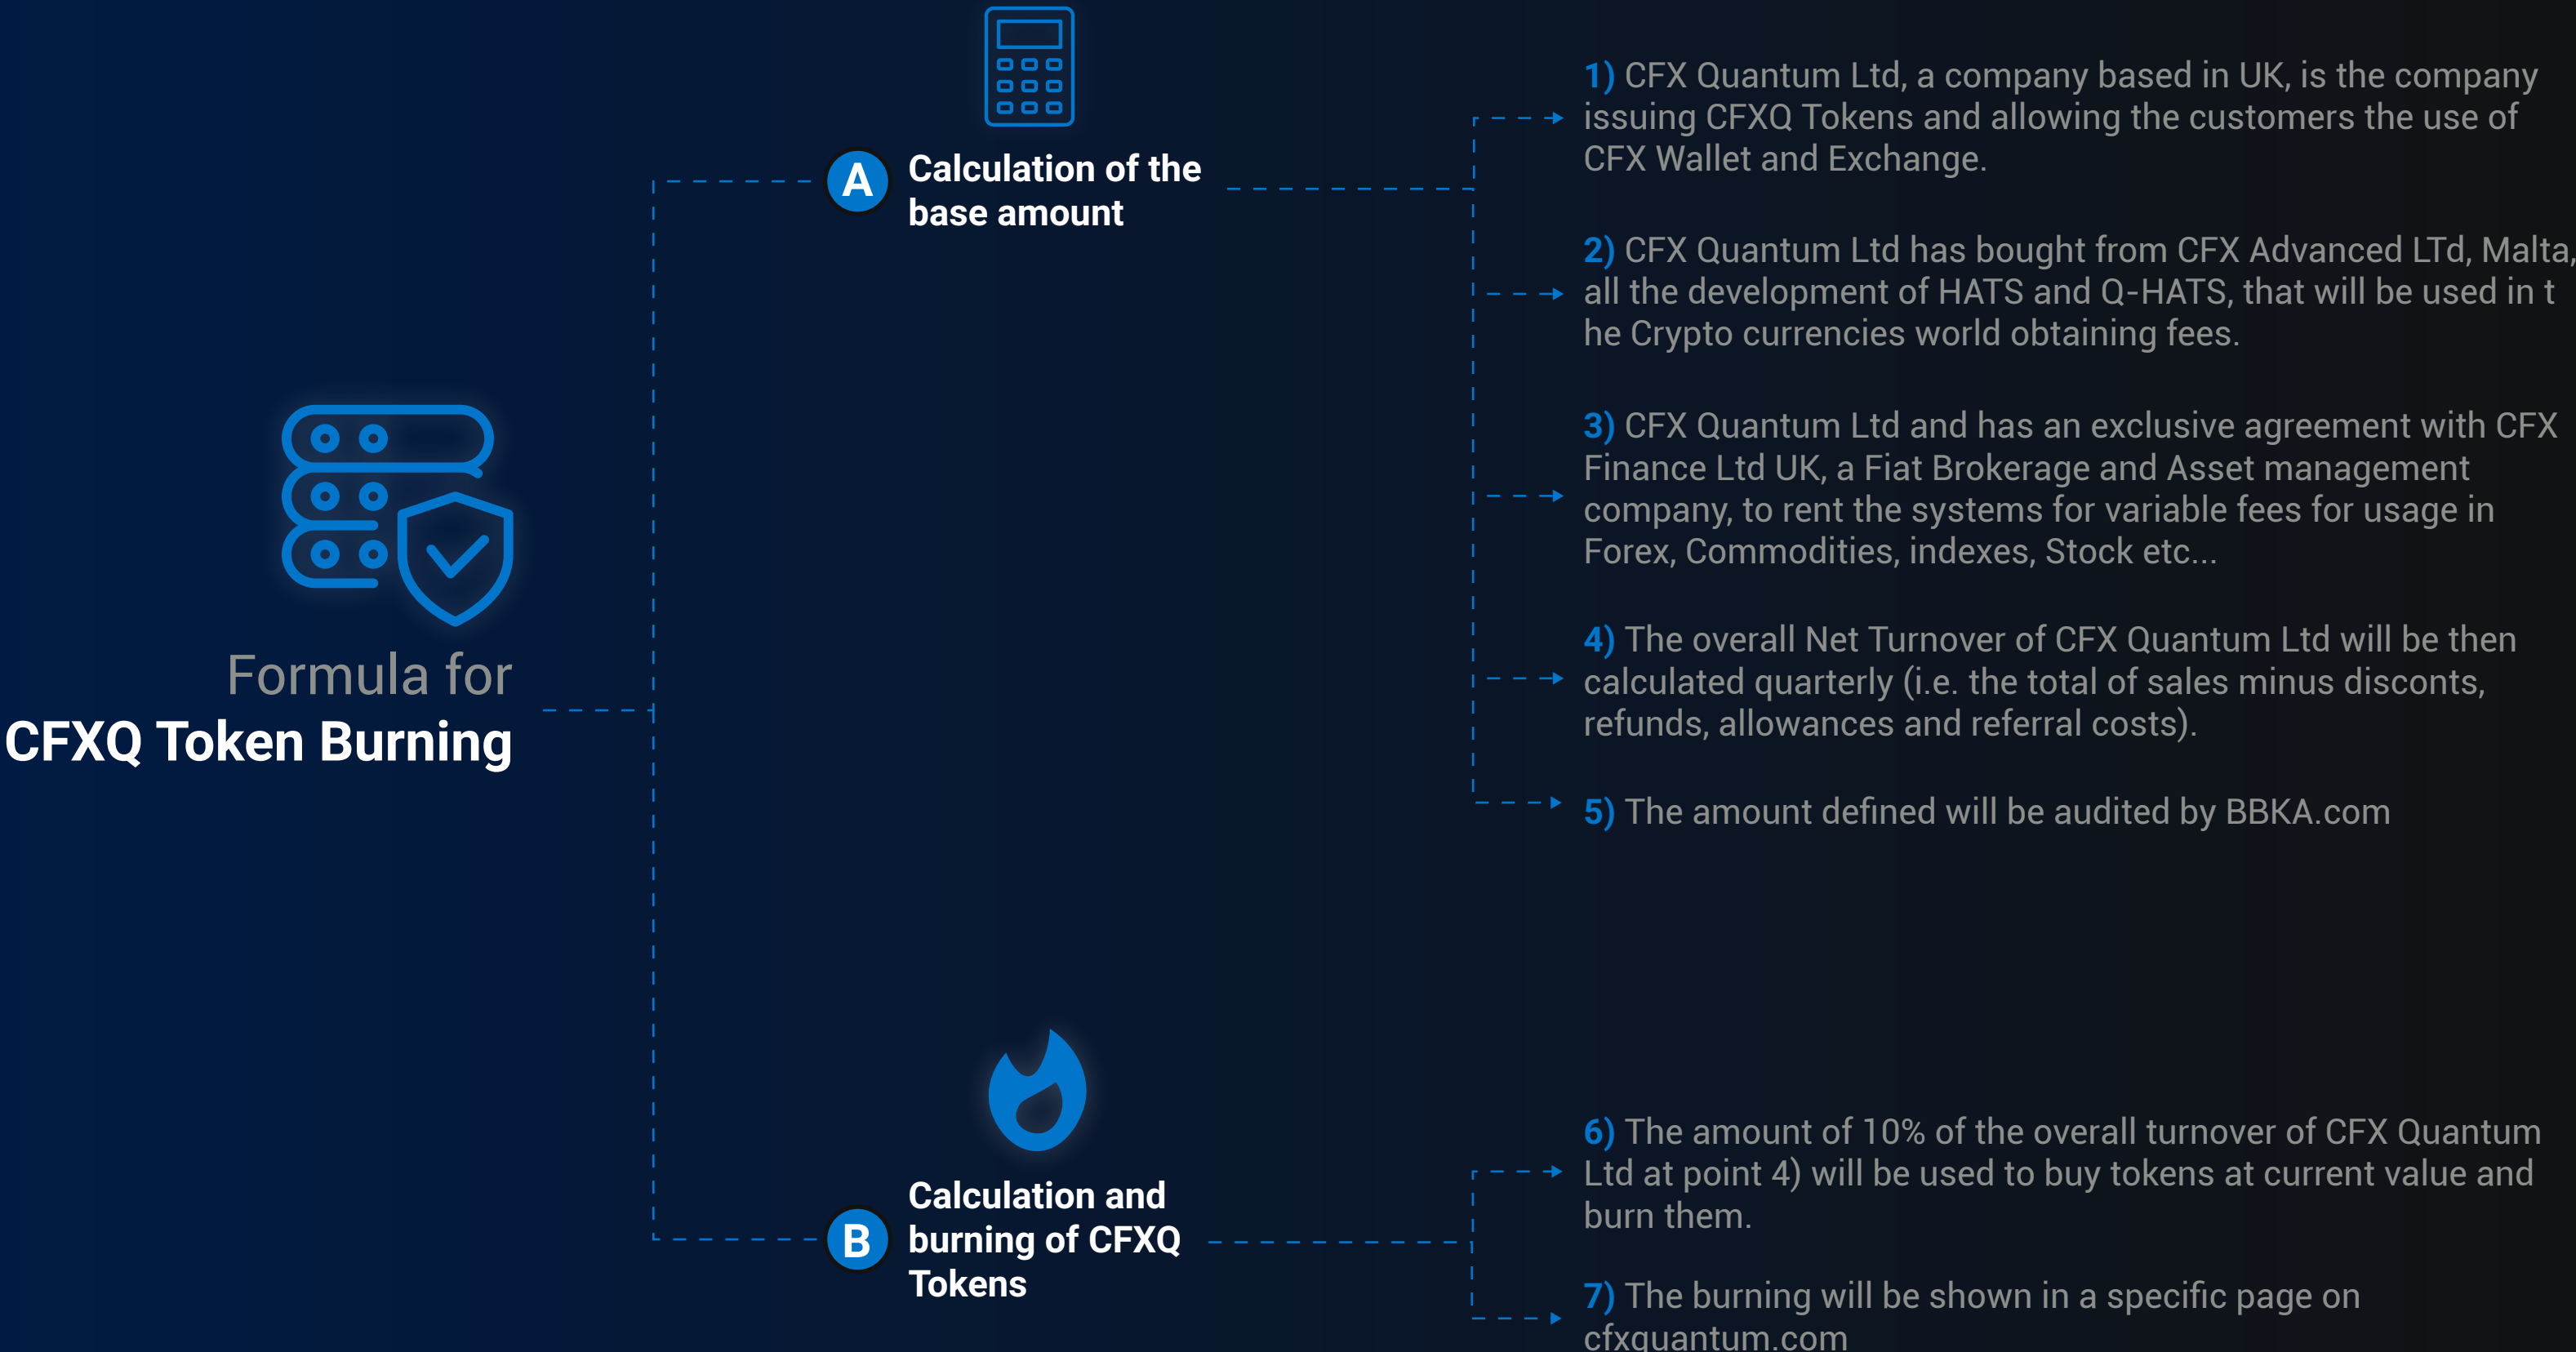 Formula for
CFXQ Token Burning
A
Calculation of the
base amount
1) CFX Quantum Ltd, a company based in UK, is the company
issuing CFXQ Tokens and allowing the customers the use of
CFX Wallet and Exchange.
2) CFX Quantum Ltd has bought from CFX Advanced LTd, Malta,
all the development of HATS and Q-HATS, that will be used in t
he Crypto currencies world obtaining fees.
3) CFX Quantum Ltd and has an exclusive agreement with CFX
Finance Ltd UK, a Fiat Brokerage and Asset management
company, to rent the systems for variable fees for usage in
Forex, Commodities, indexes, Stock etc...
4) The overall Net Turnover of CFX Quantum Ltd will be then
calculated quarterly (i.e. the total of sales minus disconts,
refunds, allowances and referral costs).
5) The amount defined will be audited by BBKA.com
B
Calculation and
burning of CFXQ
Tokens
6) The amount of 10% of the overall turnover of CFX Quantum
Ltd at point 4) will be used to buy tokens at current value and
burn them.
7) The burning will be shown in a specific page on
cfxquantum.com